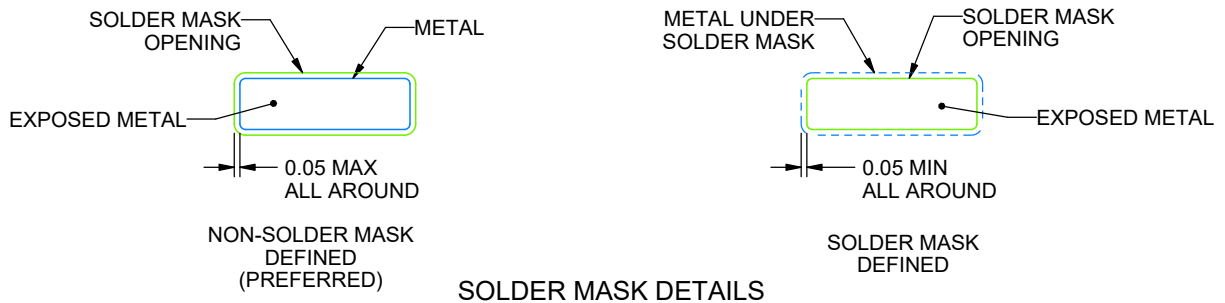 SOLDER MASK
OPENING
METAL
EXPOSED METAL
0.05 MAX
ALL AROUND
NON-SOLDER MASK
DEFINED
(PREFERRED)
METAL UNDER
SOLDER MASK
SOLDER MASK
OPENING
EXPOSED METAL
0.05 MIN
ALL AROUND
SOLDER MASK
DEFINED
SOLDER MASK DETAILS